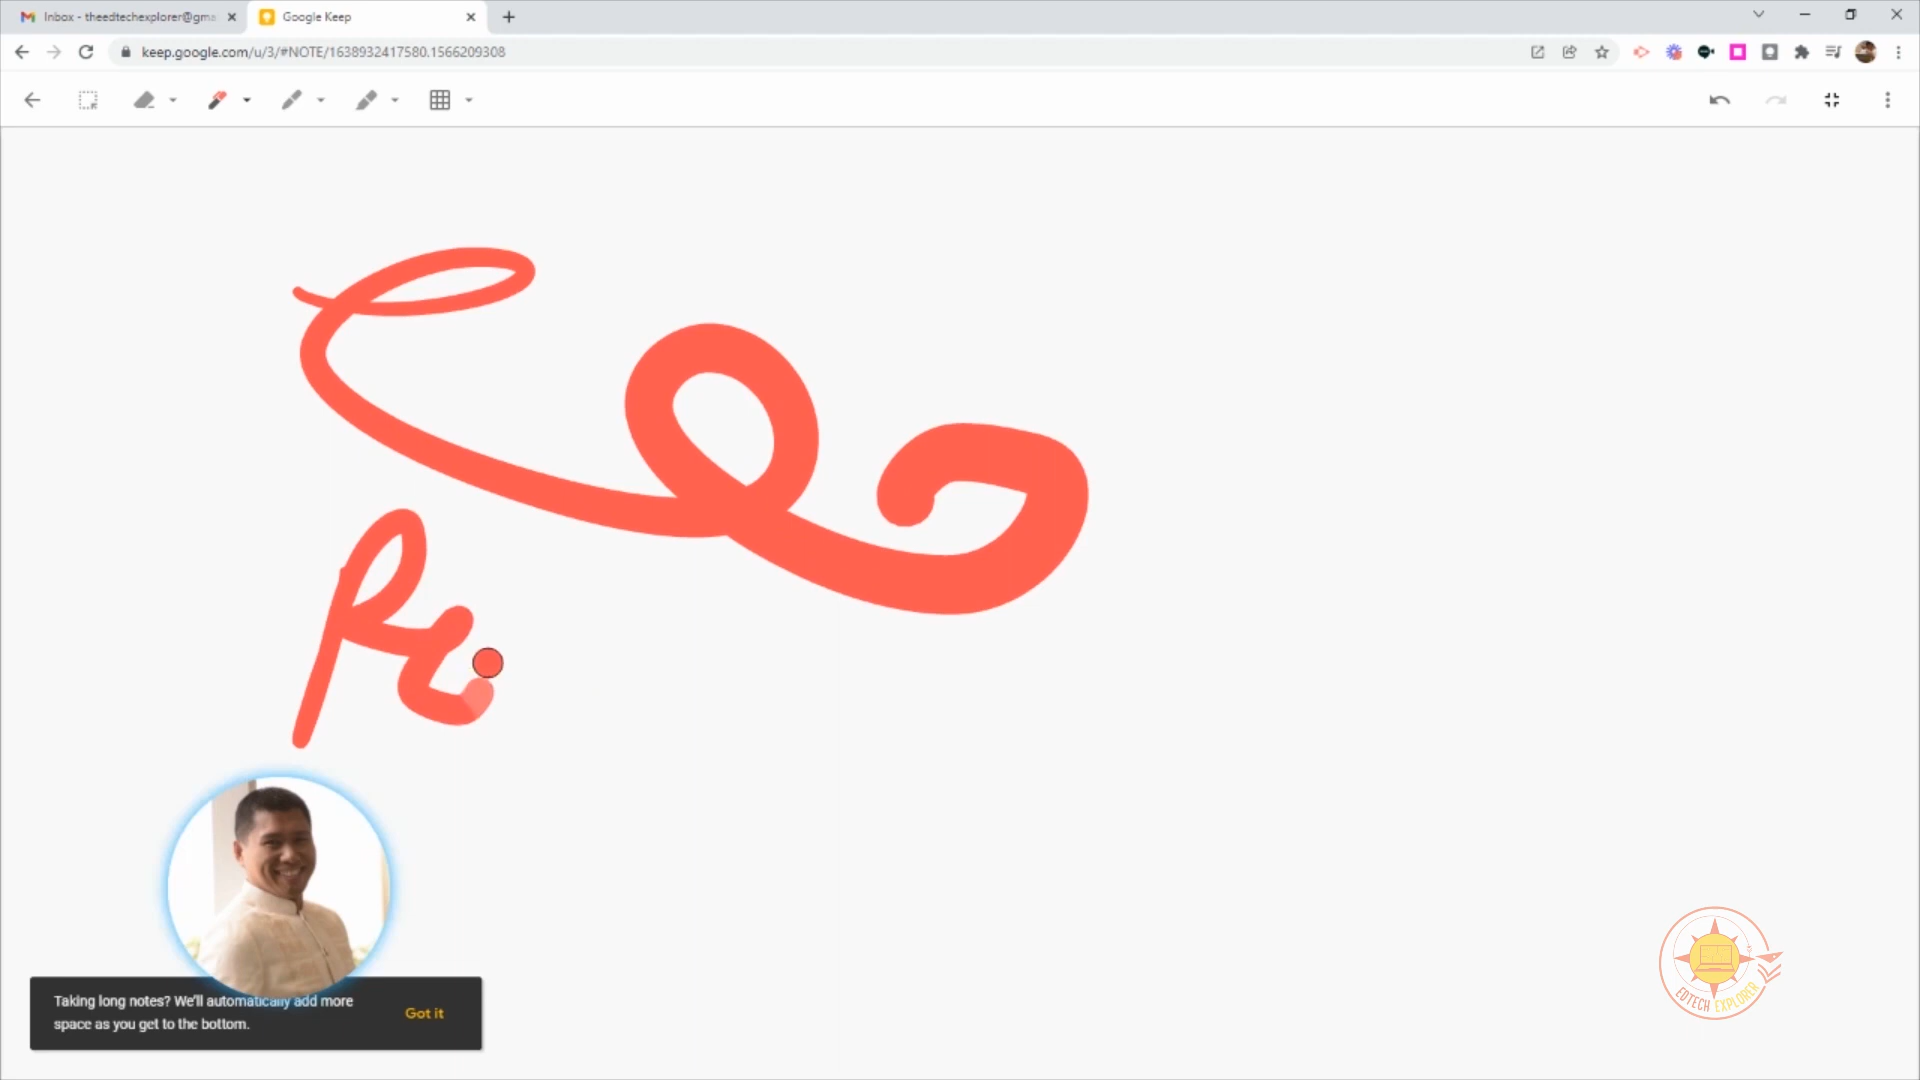 Inbox - theedtechexplorer@gma
Google Keep
keep.google.com/u/3/#NOTE/1638932417580.1566209308
Taking long notes? We'll automatically add more
space as you get to the bottom.
Got it
EDTECH EXPLORER